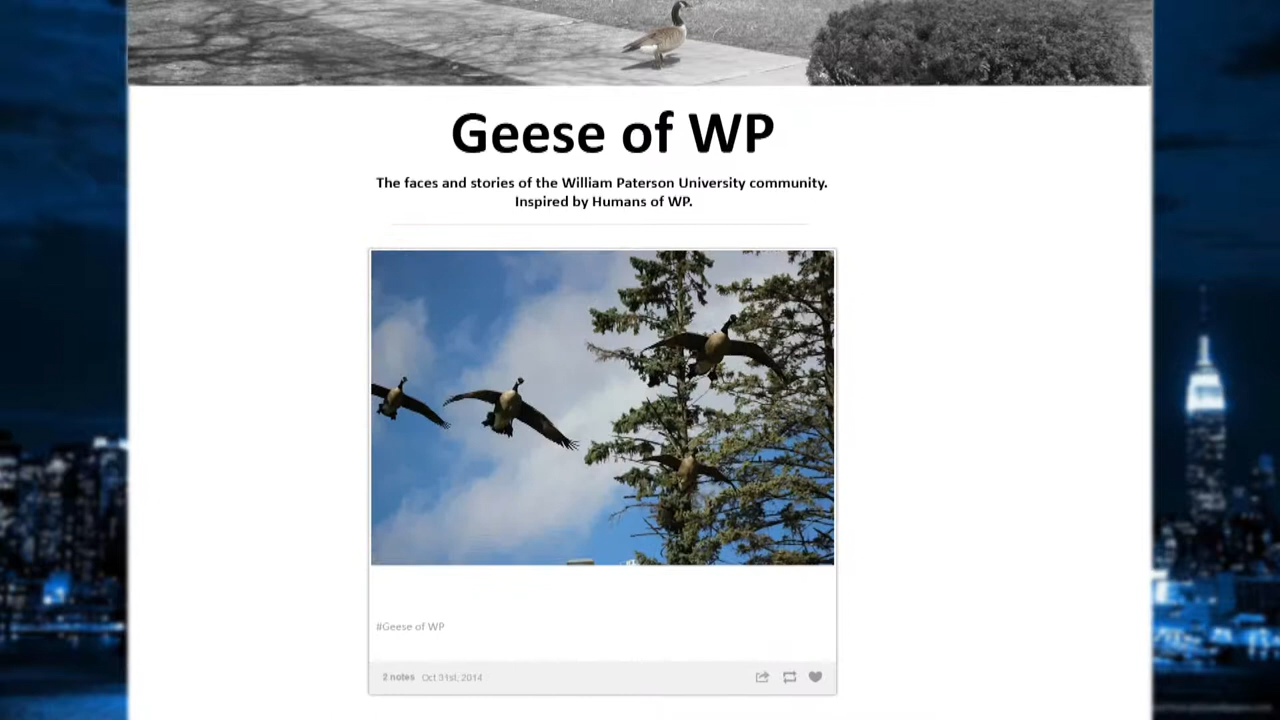 Geese of WP
The faces and stories of the William Paterson University community.
Inspired by Humans of WP.
#Geese of WP
2 notes Oct 31st, 2014